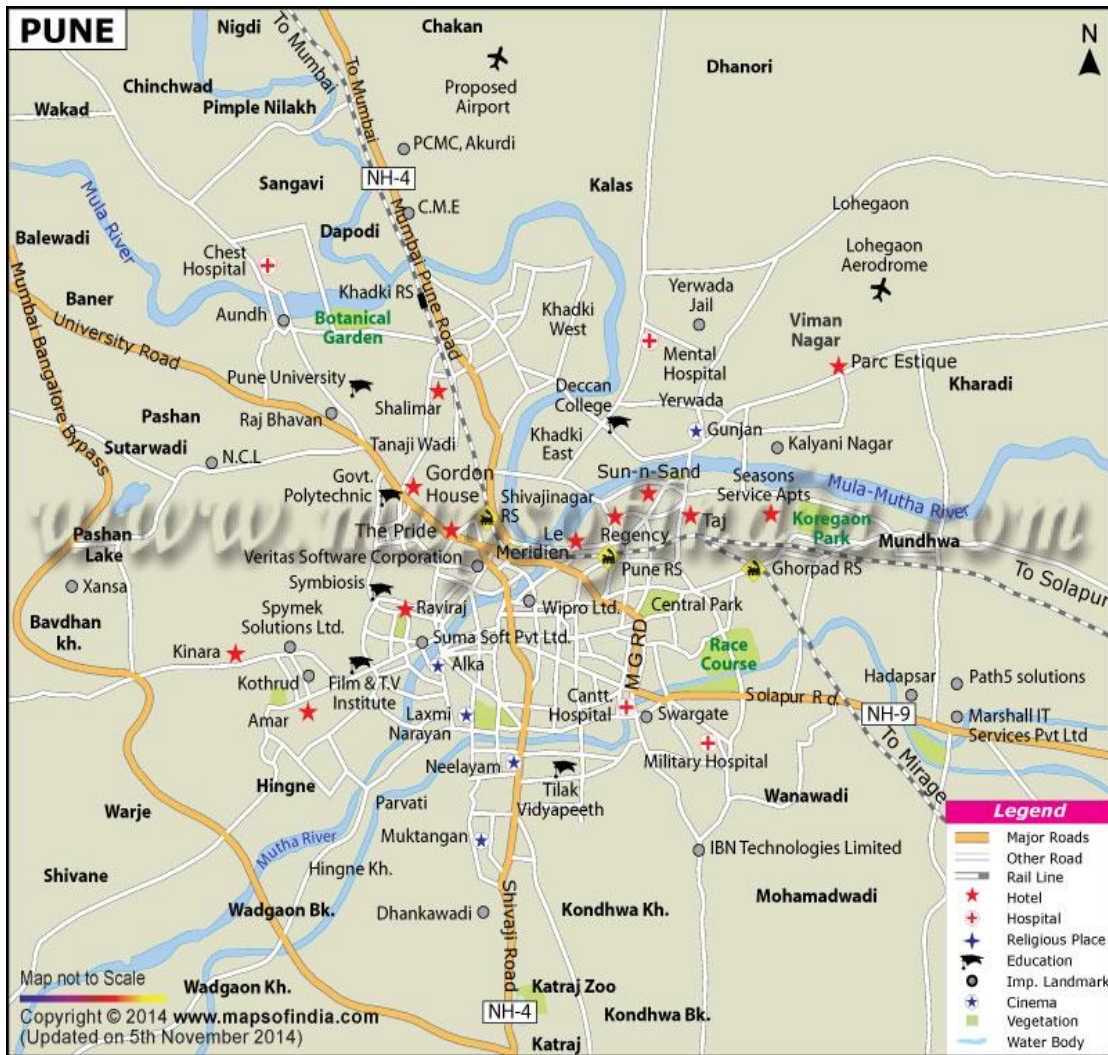 PUNE
Nigdi
To Mumbai
Chakan
N
To Mumbai
Dhanori
Chinchwad
Proposed
Airport
Wakad
Pimple Nilakh
PCMC, Akurdi
Sangavi
NH-4
Kalas
Mula River
C.M.E
Mumbai Pune Road
Lohegaon
Balewadi
Dapodi
Chest
Hospital
Lohegaon
Aerodrome
Mumbai Bangalore Bypass
Baner
Khadki RS
Yerwada
Jail
University Road
Aundh
Botanical
Garden
Khadki
West
Viman
Nagar
Mental
Hospital
Parc Estique
Pune University
Shalimar
Deccan
College
Yerwada
Kharadi
Pashan
Raj Bhavan
Gunjan
Sutarwadi
Tanaji Wadi
Khadki
East
Kalyani Nagar
N.C.L
Govt.
Polytechnic
Gordon
House
Sun-n-Sand
Seasons
Service Apts
Mula-Mutha River
Shivajinagar
RS
www.mapsofindia.com
Pashan
Lake
The Pride
Le
Meridien
Regency
Taj
Koregaon
Park
Mundhwa
Veritas Software Corporation
Pune RS
Ghorpad RS
To Solapur
Xansa
Symbiosis
Bavdhan
kh.
Spymek
Solutions Ltd.
Raviraj
Wipro Ltd.
Central Park
Kinara
Suma Soft Pvt Ltd.
M G RD
Race
Course
Alka
Kothrud
Film & T.V
Institute
Hadapsar
Path5 solutions
Cantt.
Hospital
Solapur Rd.
Amar
Laxmi
Narayan
Swargate
NH-9
Marshall IT
Services Pvt Ltd
To Mirage
Neelayam
Military Hospital
Hingne
Tilak
Vidyapeeth
Warje
Parvati
Wanawadi
Mutha River
Muktangan
IBN Technologies Limited
Shivane
Hingne Kh.
Mohamadwadi
Wadgaon Bk.
Dhankawadi
Shivaji Road
Kondhwa Kh.
Wadgaon Kh.
Katraj Zoo
NH-4
Kondhwa Bk.
Katraj
Map not to Scale
Copyright © 2014 www.mapsofindia.com
(Updated on 5th November 2014)
Legend
Major Roads
Other Road
Rail Line
Hotel
Hospital
Religious Place
Education
Imp. Landmark
Cinema
Vegetation
Water Body